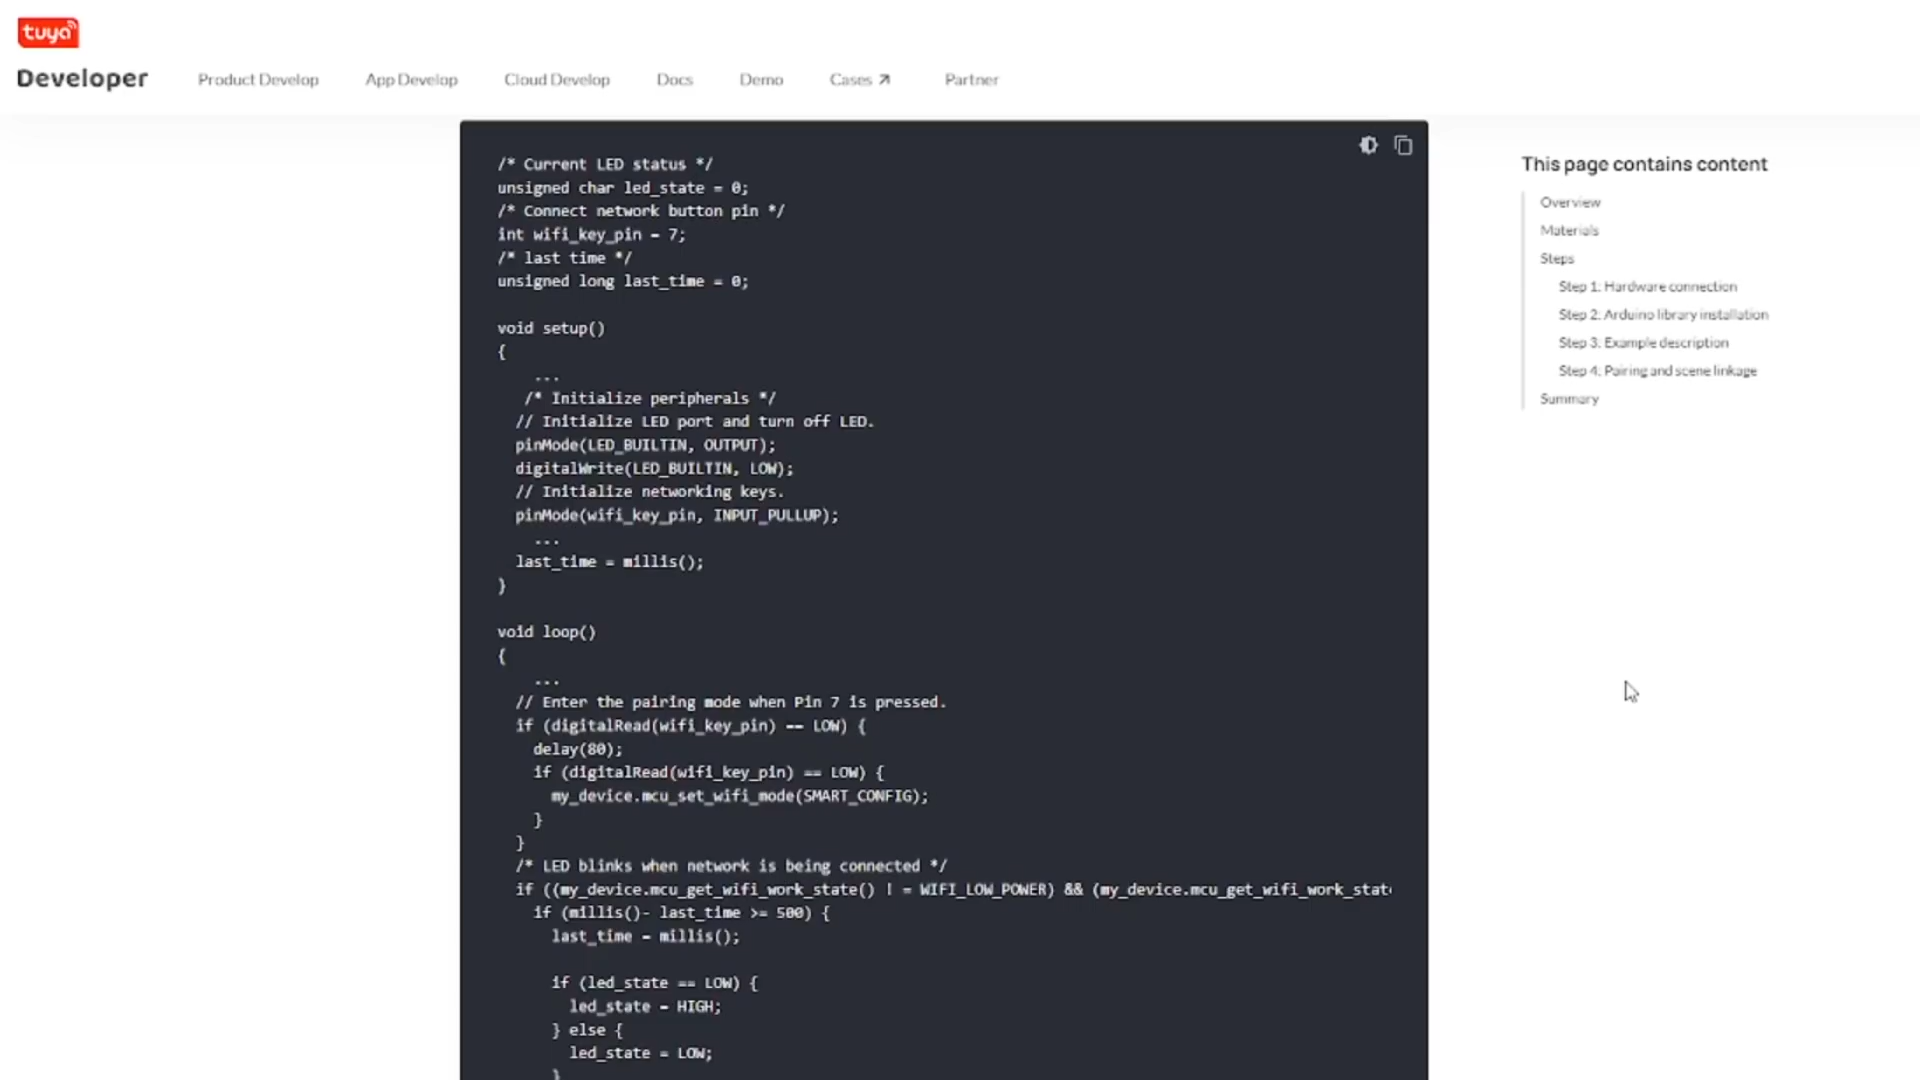 tuya
Developer
Product Develop
App Develop
Cloud Develop
Docs
Demo
Cases
Partner
/* Current LED status */
unsigned char led_state = 0;
/* Connect network button pin */
int wifi_key_pin = 7;
/* last time */
unsigned long last_time = 0;
void setup()
{
...
/* Initialize peripherals */
// Initialize LED port and turn off LED.
pinMode(LED_BUILTIN, OUTPUT);
digitalWrite(LED_BUILTIN, LOW);
// Initialize networking keys.
pinMode(wifi_key_pin, INPUT_PULLUP);
...
last_time = millis();
}
void loop()
{
...
// Enter the pairing mode when Pin 7 is pressed.
if (digitalRead(wifi_key_pin) == LOW) {
delay(80);
if (digitalRead(wifi_key_pin) == LOW) {
my_device.mcu_set_wifi_mode(SMART_CONFIG);
}
}
/* LED blinks when network is being connected */
if ((my_device.mcu_get_wifi_work_state() ! = WIFI_LOW_POWER) && (my_device.mcu_get_wifi_work_stat
if (millis()- last_time >= 500) {
last_time = millis();
if (led_state == LOW) {
led_state = HIGH;
} else {
led_state = LOW;
}
This page contains content
Overview
Materials
Steps
Step 1: Hardware connection
Step 2: Arduino library installation
Step 3: Example description
Step 4: Pairing and scene linkage
Summary